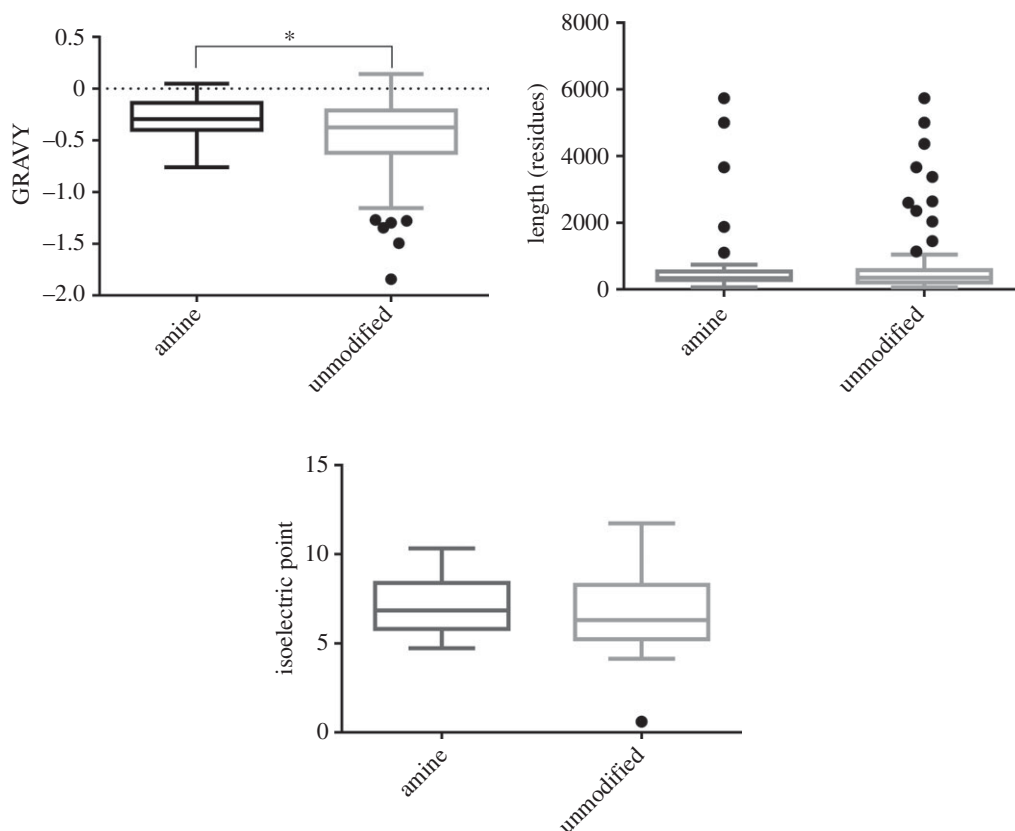 0.5
*
0
–0.5
–1.0
–1.5
–2.0
GRAVY
amine
unmodified
8000
6000
4000
2000
0
length (residues)
amine
unmodified
15
10
5
0
isoelectric point
amine
unmodified